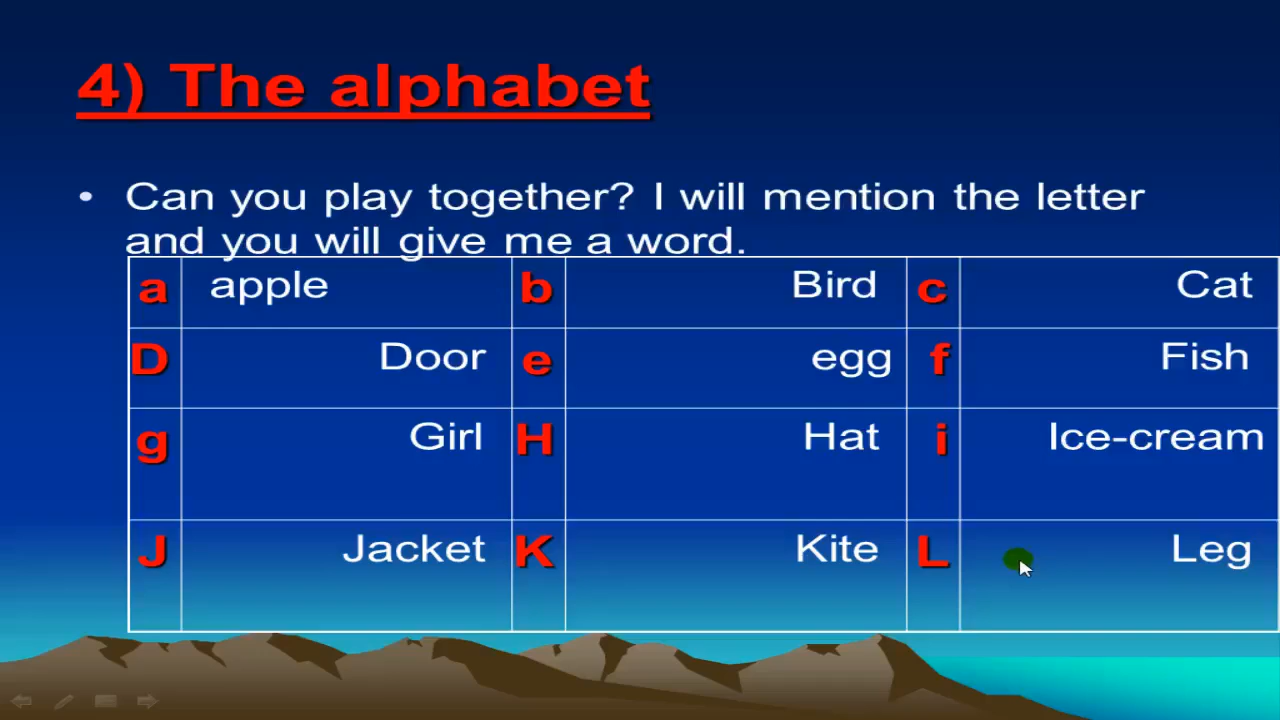 4) The alphabet
• Can you play together? I will mention the letter
and you will give me a word.
a apple b Bird c Cat
D Door e egg f Fish
g Girl H Hat i Ice-cream
J Jacket K Kite L Leg